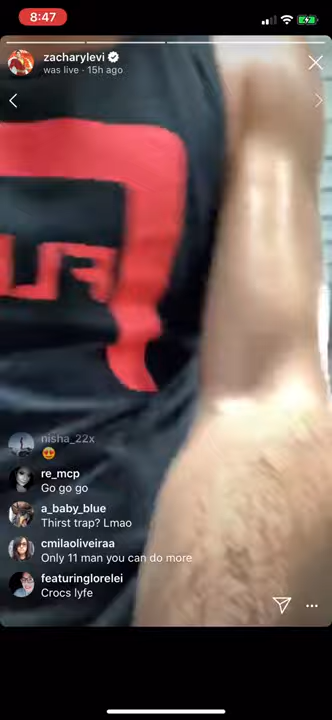 8:47
zacharylevi
was live · 15h ago
nisha_22x
😍
re_mcp
Go go go
a_baby_blue
Thirst trap? Lmao
cmilaoliveiraa
Only 11 man you can do more
featuringlorelei
Crocs lyfe